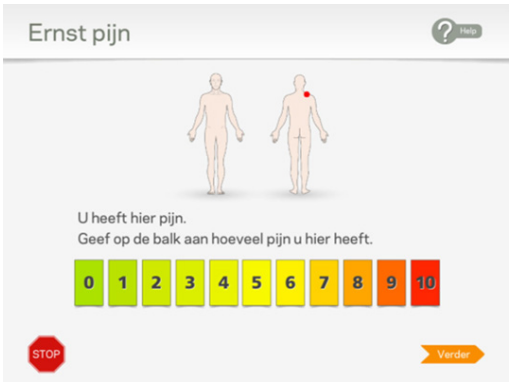 Ernst pijn
? Help
U heeft hier pijn.
Geef op de balk aan hoeveel pijn u hier heeft.
0 1 2 3 4 5 6 7 8 9 10
STOP
Verder